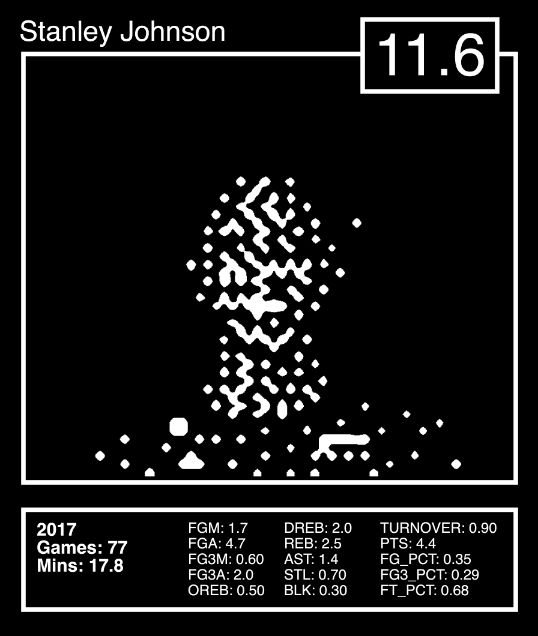 Stanley Johnson
11.6
2017
Games: 77
Mins: 17.8
FGM: 1.7
FGA: 4.7
FG3M: 0.60
FG3A: 2.0
OREB: 0.50
DREB: 2.0
REB: 2.5
AST: 1.4
STL: 0.70
BLK: 0.30
TURNOVER: 0.90
PTS: 4.4
FG_PCT: 0.35
FG3_PCT: 0.29
FT_PCT: 0.68